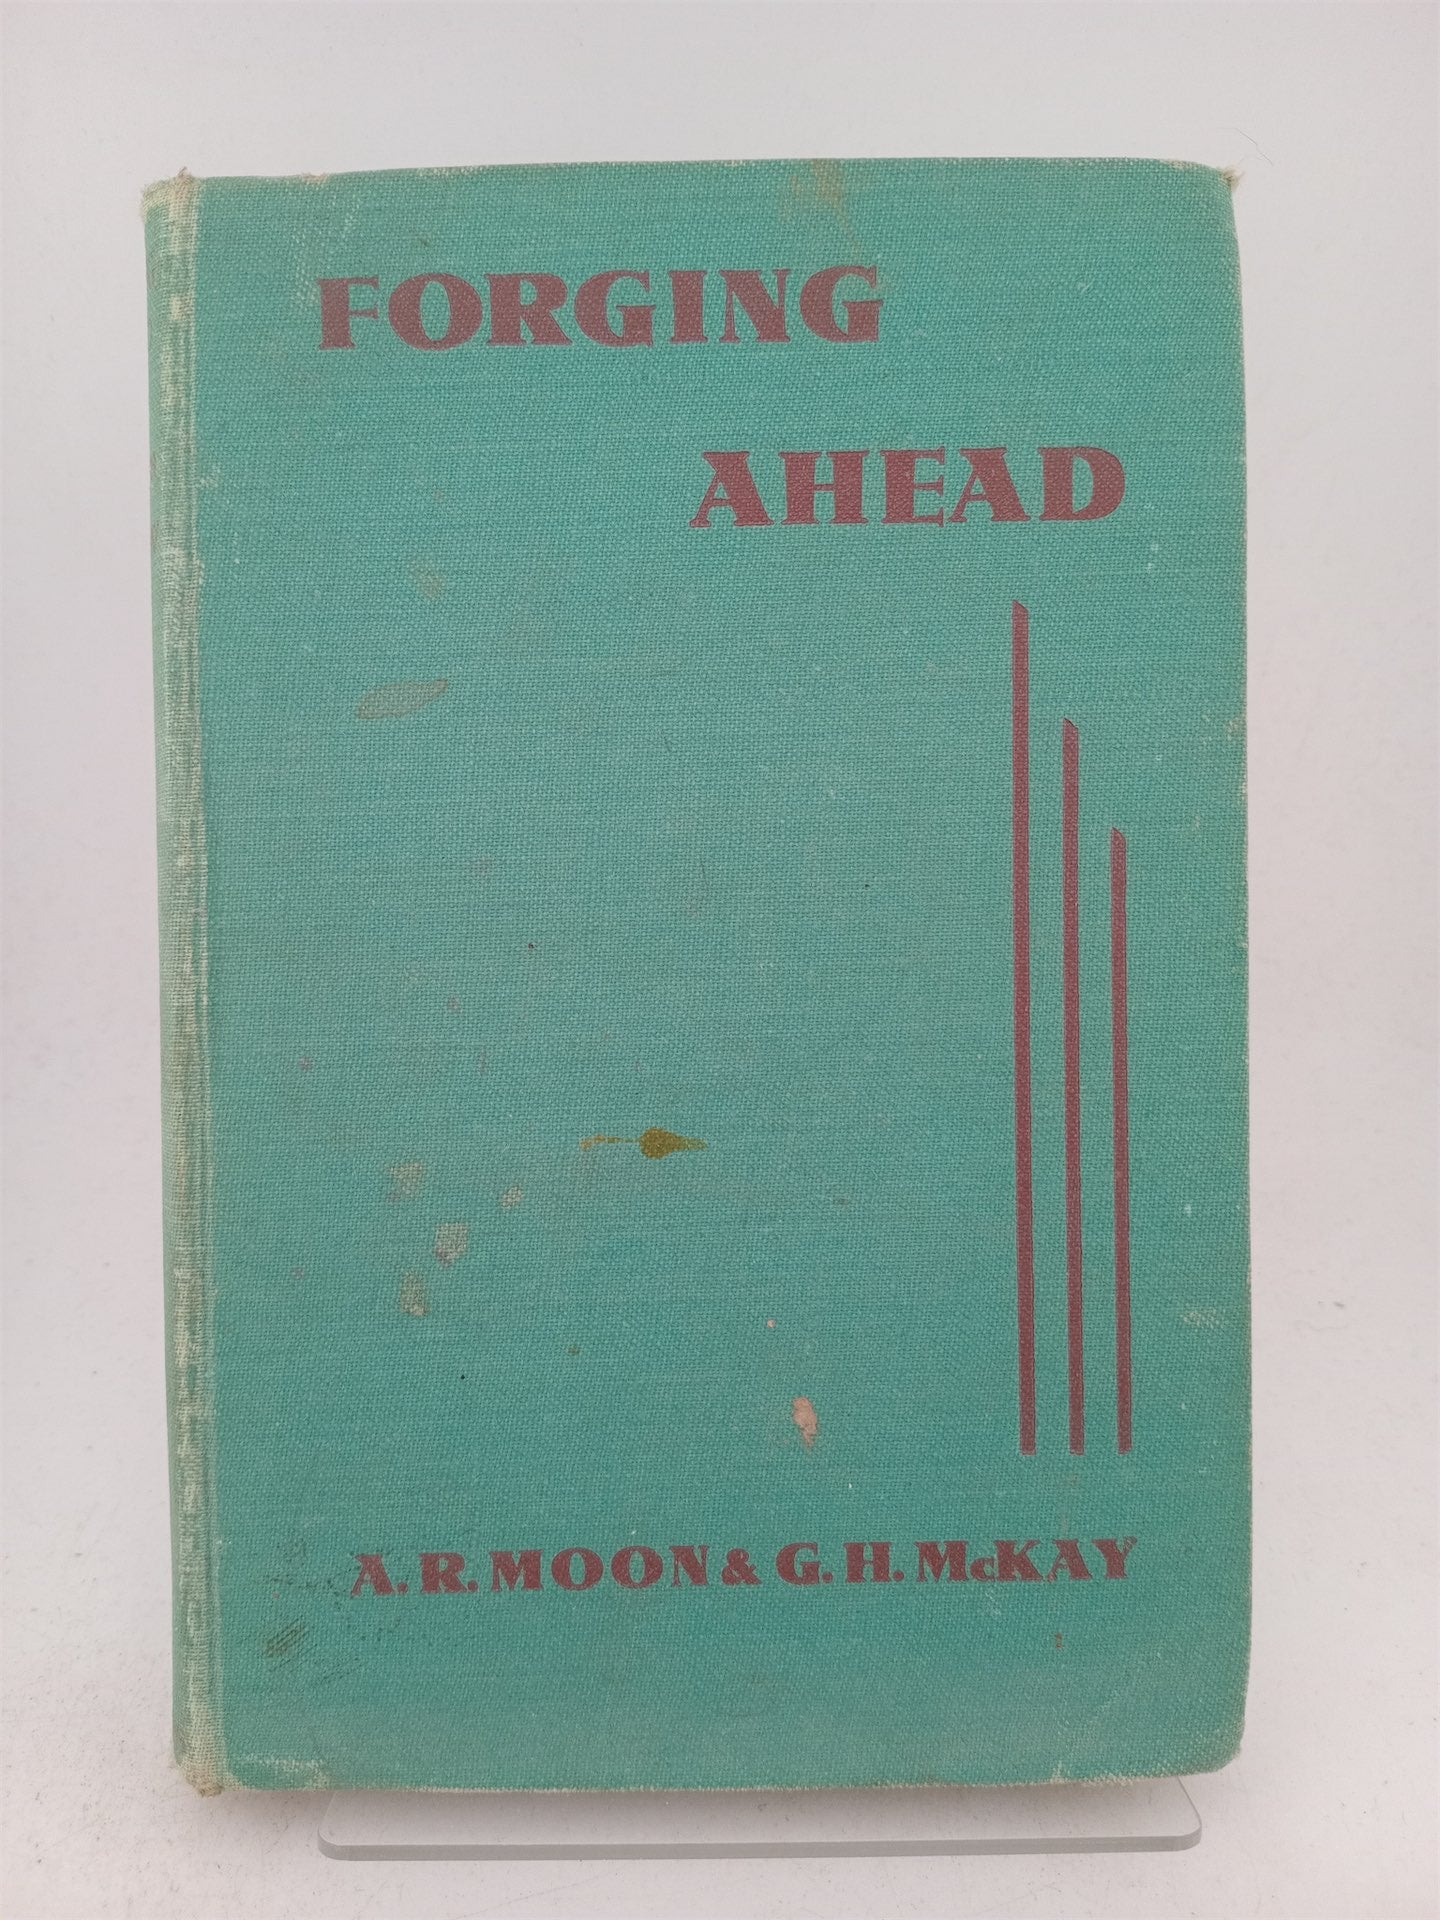 FORGING
AHEAD
A. R. MOON & G. H. McKAY